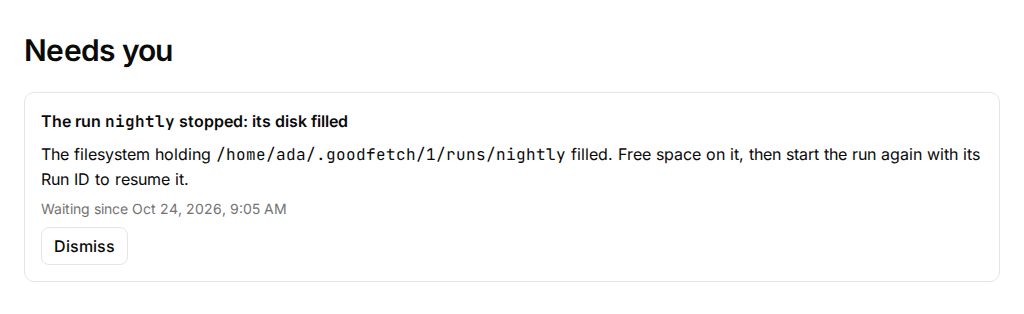 Needs you
The run nightly stopped: its disk filled
The filesystem holding /home/ada/.goodfetch/1/runs/nightly filled. Free space on it, then start the run again with its
Run ID to resume it.
Waiting since Oct 24, 2026, 9:05 AM
Dismiss